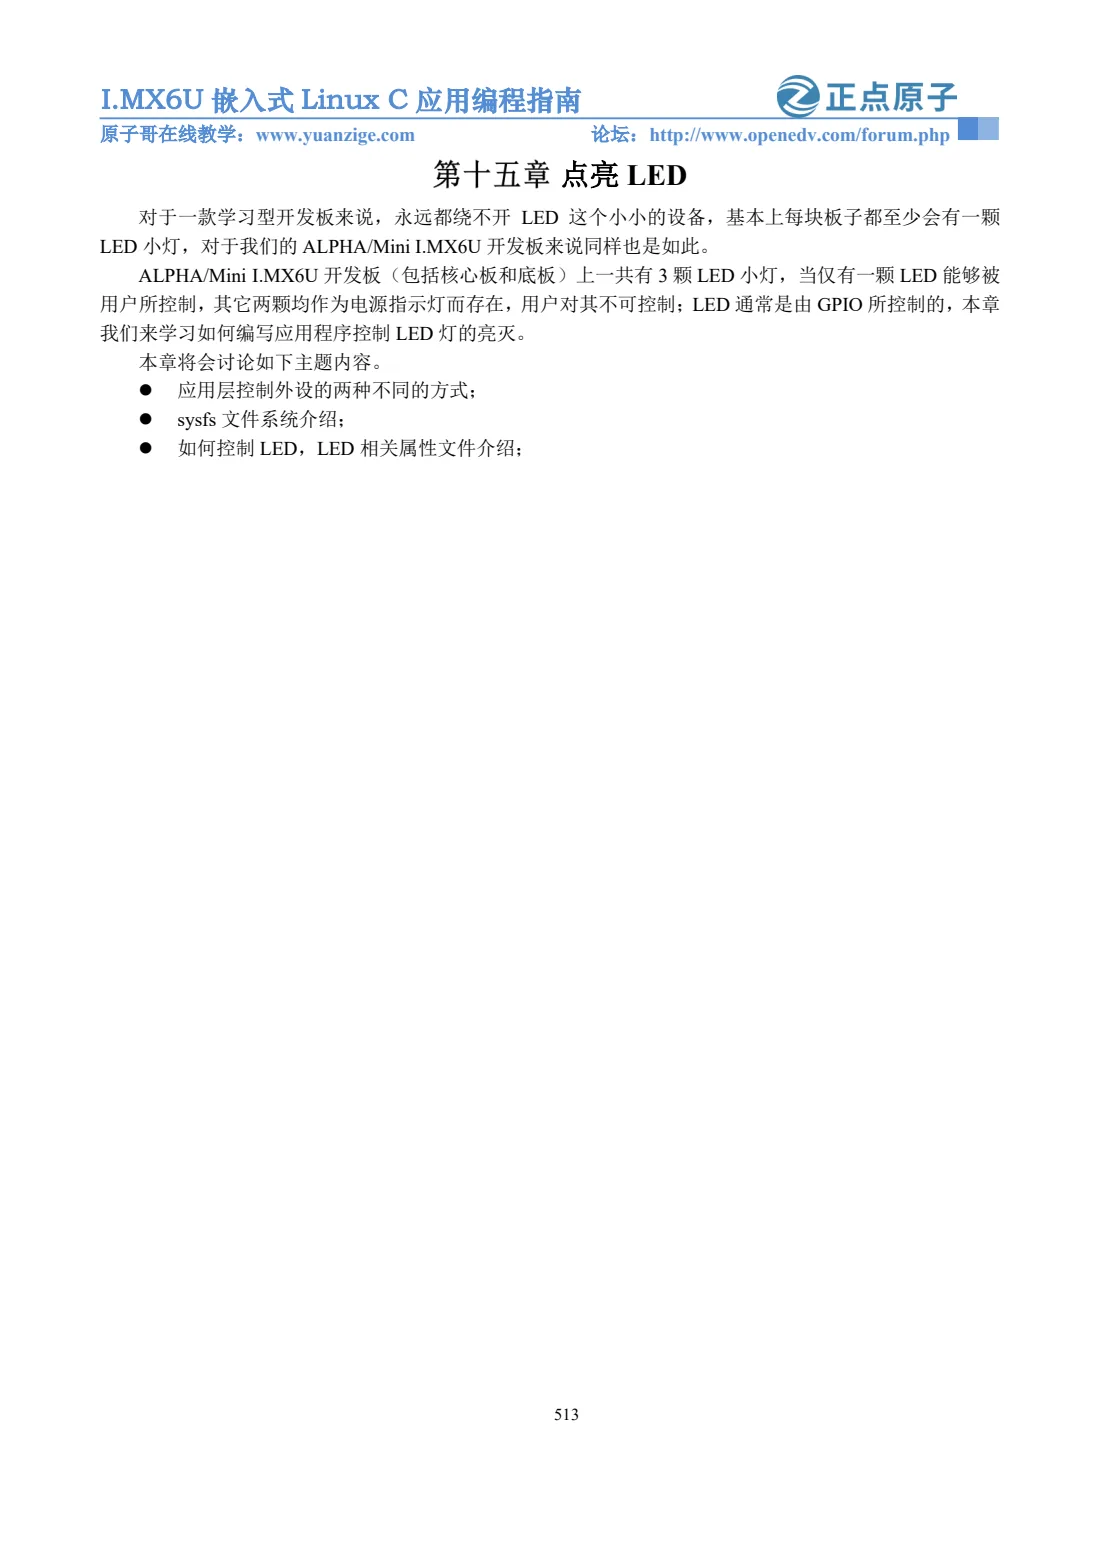 I.MX6U 嵌入式 Linux C 应用编程指南
正点原子
原子哥在线教学：www.yuanzige.com 论坛：http://www.openedv.com/forum.php
第十五章 点亮 LED
对于一款学习型开发板来说，永远都绕不开 LED 这个小小的设备，基本上每块板子都至少会有一颗
LED 小灯，对于我们的 ALPHA/Mini I.MX6U 开发板来说同样也是如此。
ALPHA/Mini I.MX6U 开发板（包括核心板和底板）上一共有 3 颗 LED 小灯，当仅有一颗 LED 能够被
用户所控制，其它两颗均作为电源指示灯而存在，用户对其不可控制；LED 通常是由 GPIO 所控制的，本章
我们来学习如何编写应用程序控制 LED 灯的亮灭。
本章将会讨论如下主题内容。
● 应用层控制外设的两种不同的方式；
● sysfs 文件系统介绍；
● 如何控制 LED，LED 相关属性文件介绍；
513